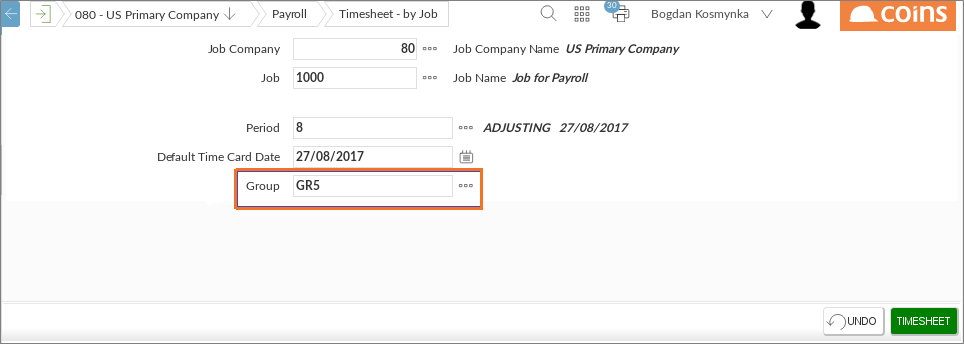 080 - US Primary Company Payroll Timesheet - by Job 30 Bogdan Kosmynka coins
Job Company 80 Job Company Name US Primary Company
Job 1000 Job Name Job for Payroll
Period 8 ADJUSTING 27/08/2017
Default Time Card Date 27/08/2017
Group GR5
UNDO TIMESHEET